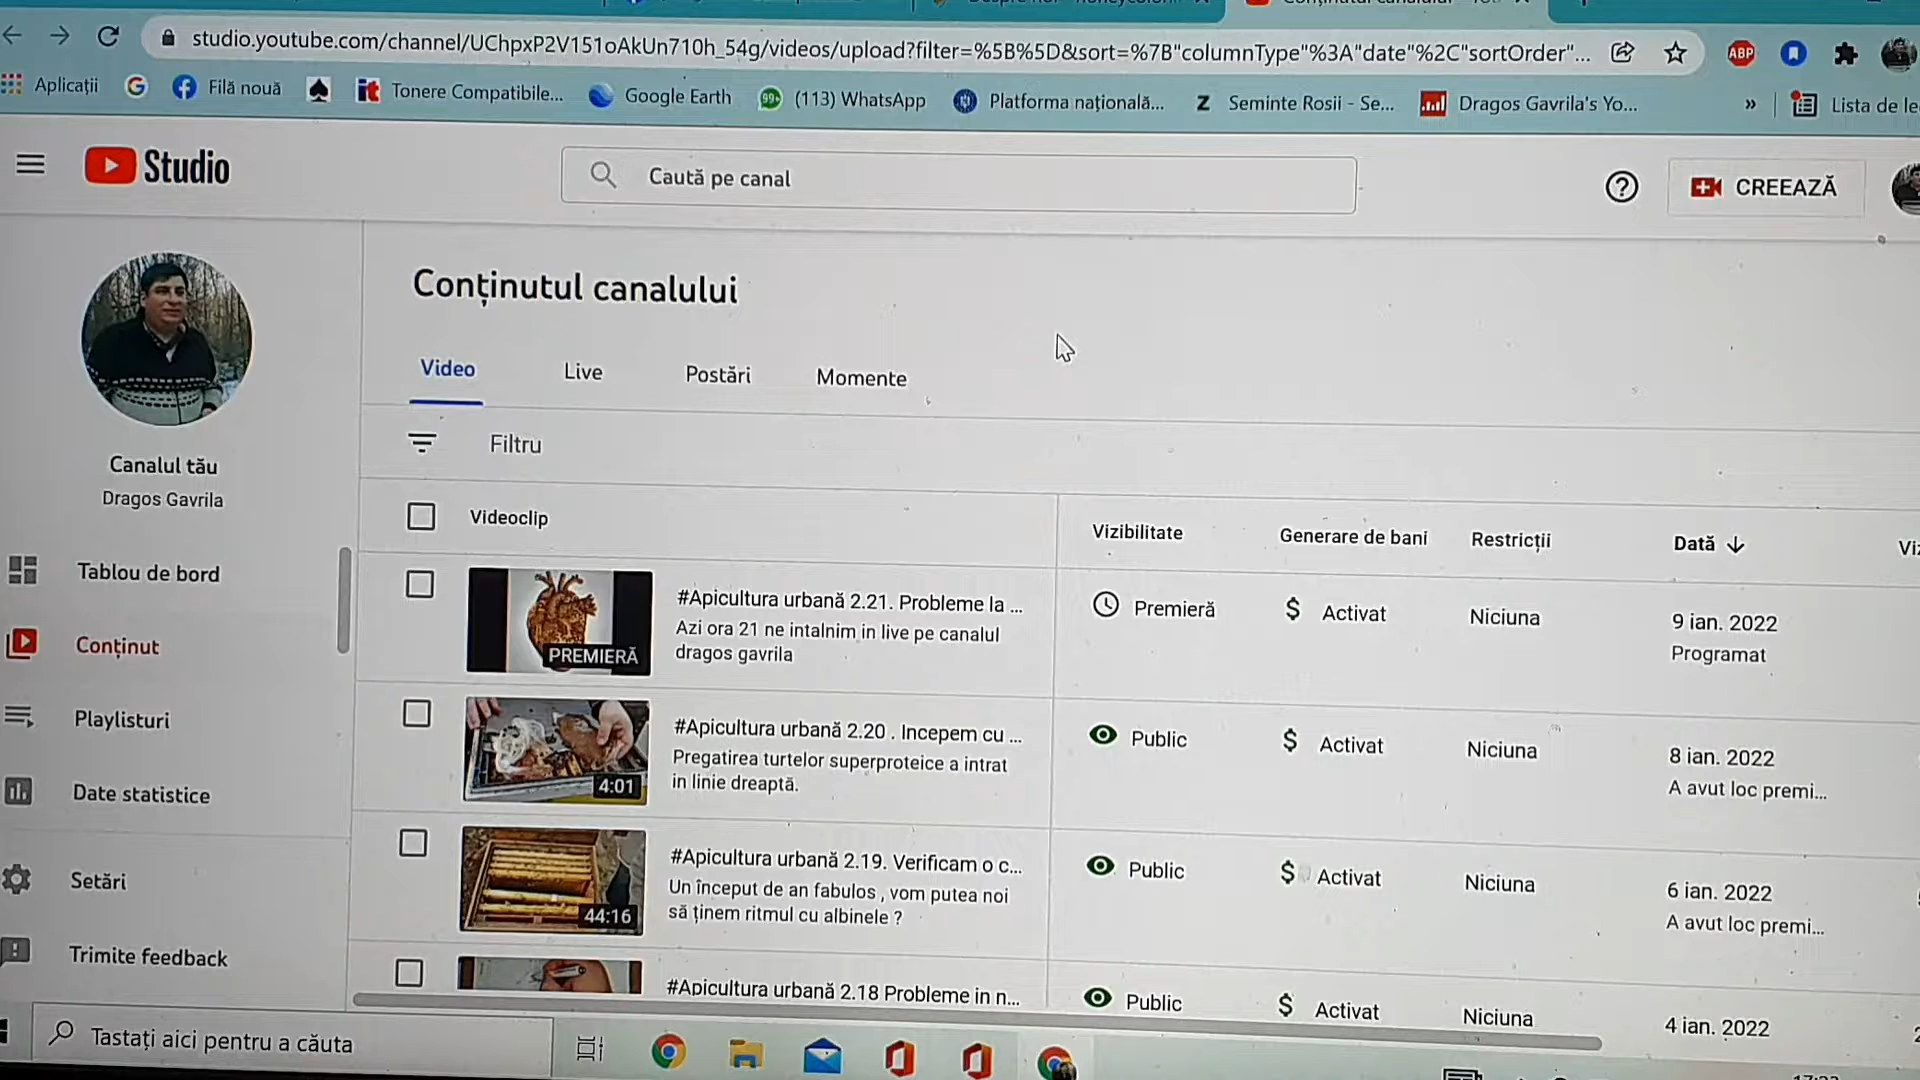 studio.youtube.com/channel/UChpxP2V151oAkUn710h_54g/videos/upload?filter=%5B%5D&sort=%7B"columnType"%3A"date"%2C"sortOrder"...
ABP
Aplicații
Filă nouă
Tonere Compatibile...
Google Earth
99+
(113) WhatsApp
Platforma națională...
Seminte Rosii - Se...
Dragos Gavrila's Yo...
»
Lista de le
Studio
Caută pe canal
CREEAZĂ
Conținutul canalului
Video Live Postări Momente
Filtru
Canalul tău
Dragos Gavrila
Tablou de bord
Conținut
Playlisturi
Date statistice
Setări
Trimite feedback
Videoclip Vizibilitate Generare de bani Restricții Dată
PREMIERĂ
#Apicultura urbană 2.21. Probleme la ...
Azi ora 21 ne intalnim in live pe canalul
dragos gavrila
Premieră $ Activat Niciuna 9 ian. 2022
Programat
4:01
#Apicultura urbană 2.20 . Incepem cu ...
Pregatirea turtelor superproteice a intrat
in linie dreaptă.
Public $ Activat Niciuna 8 ian. 2022
A avut loc premi...
44:16
#Apicultura urbană 2.19. Verificam o c...
Un început de an fabulos , vom putea noi
să ținem ritmul cu albinele ?
Public $ Activat Niciuna 6 ian. 2022
A avut loc premi...
#Apicultura urbană 2.18 Probleme in n...
Public $ Activat Niciuna 4 ian. 2022
Tastați aici pentru a căuta